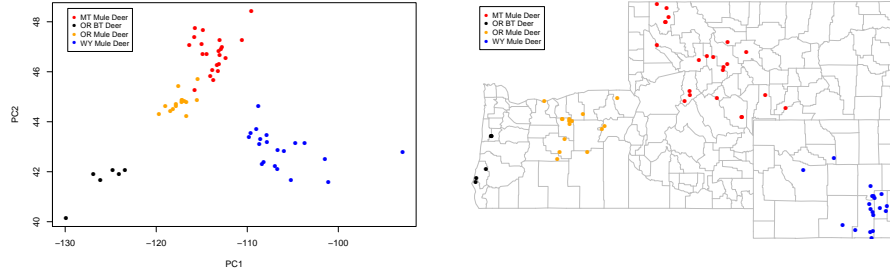 MT Mule Deer
OR BT Deer
OR Mule Deer
WY Mule Deer
48
46
44
42
40
PC2
−130
−120
−110
−100
PC1
MT Mule Deer
OR BT Deer
OR Mule Deer
WY Mule Deer